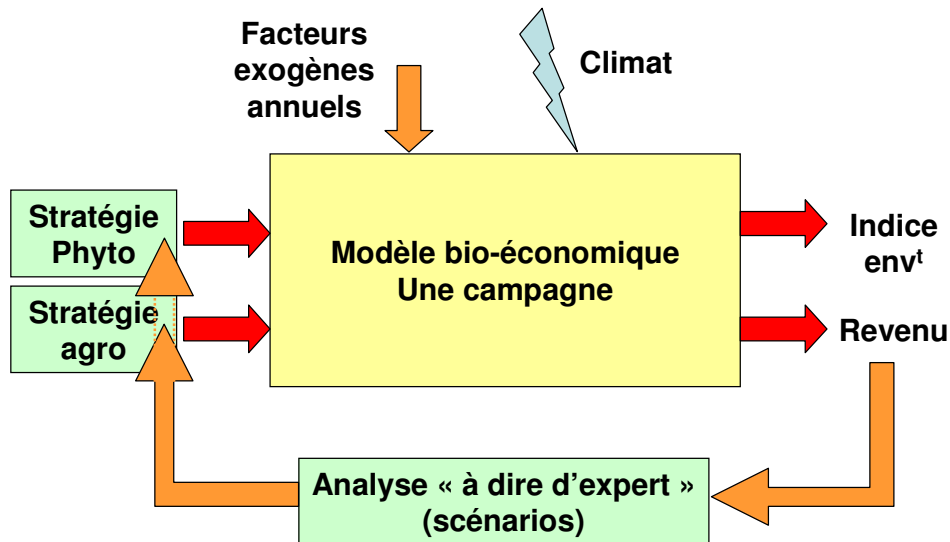 Facteurs
exogènes
annuels
Climat
Stratégie
Phyto
Stratégie
agro
Modèle bio-économique
Une campagne
Indice
envᵗ
Revenu
Analyse « à dire d’expert »
(scénarios)